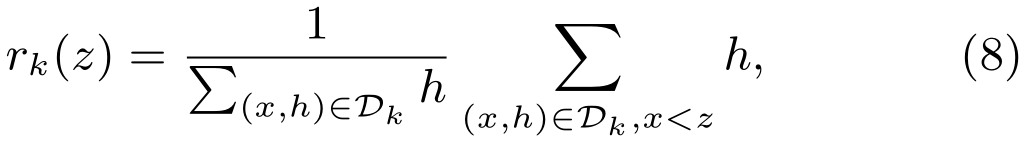 r_k(z) = \frac{1}{\sum_{(x,h)\in\mathcal{D}_k} h} \sum_{(x,h)\in\mathcal{D}_k, x<z} h, (8)